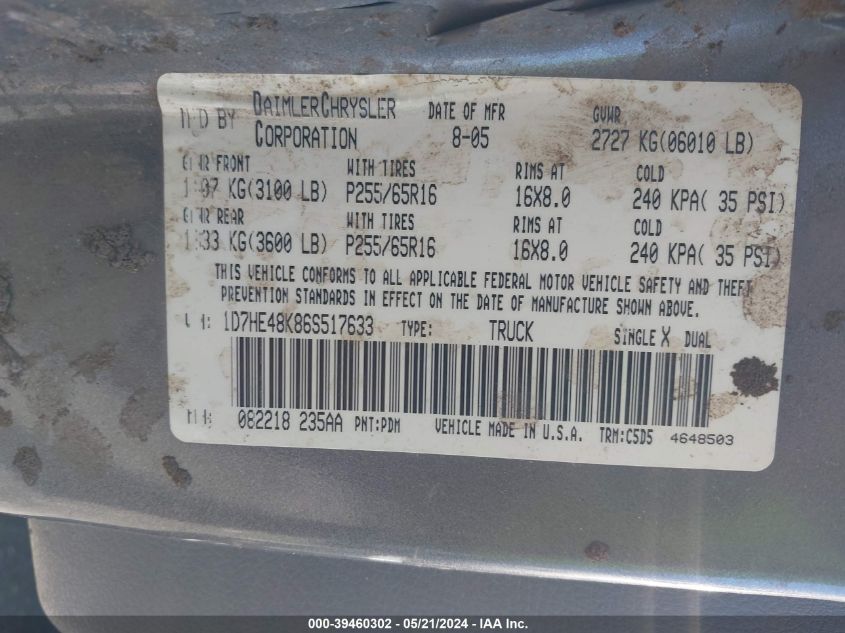 D BY DAIMLERCHRYSLER CORPORATION DATE OF MFR 8-05 GVWR 2727 KG(06010 LB)
FRONT WITH TIRES RIMS AT COLD
KG(3100 LB) P255/65R16 16X8.0 240 KPA( 35 PSI)
REAR WITH TIRES RIMS AT COLD
KG(3600 LB) P255/65R16 16X8.0 240 KPA( 35 PSI)
THIS VEHICLE CONFORMS TO ALL APPLICABLE FEDERAL MOTOR VEHICLE SAFETY AND THEFT
PREVENTION STANDARDS IN EFFECT ON THE DATE OF MANUFACTURE SHOWN ABOVE.
1D7HE48K86S517633 TYPE: TRUCK SINGLE X DUAL
082218 235AA PNT:PDM VEHICLE MADE IN U.S.A. TRM:C5D5 4648503
000-39460302 - 05/21/2024 - IAA Inc.